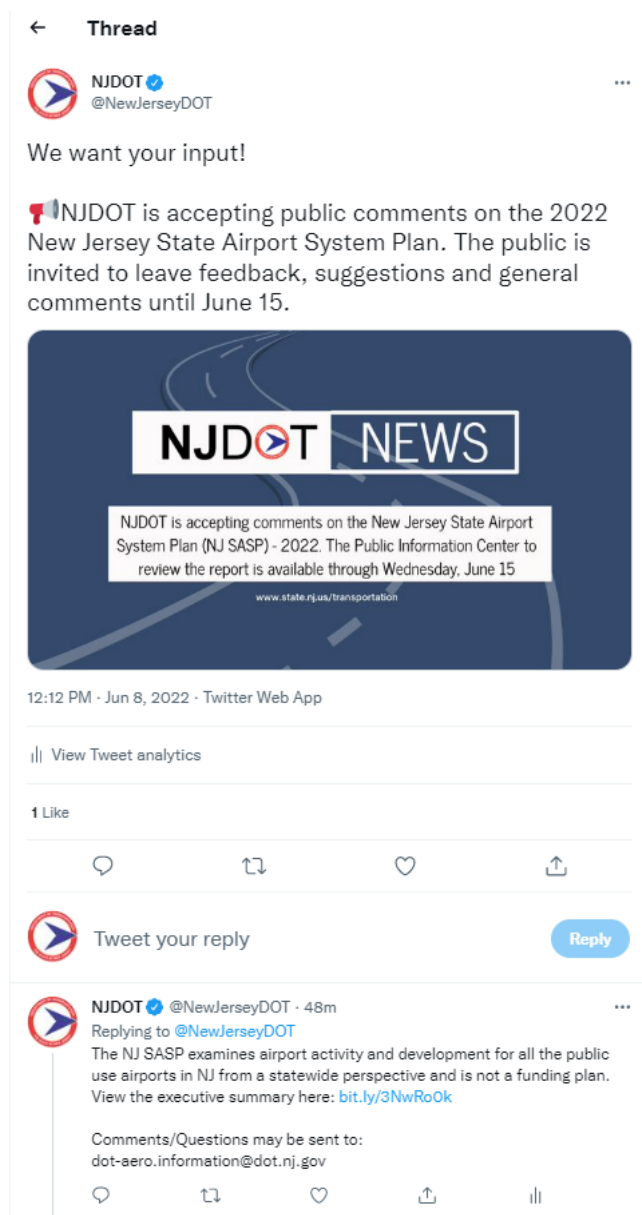 Thread
NJDOT
@NewJerseyDOT
We want your input!
NJDOT is accepting public comments on the 2022
New Jersey State Airport System Plan. The public is
invited to leave feedback, suggestions and general
comments until June 15.
NJDOT NEWS
NJDOT is accepting comments on the New Jersey State Airport
System Plan (NJ SASP) - 2022. The Public Information Center to
review the report is available through Wednesday, June 15
www.state.nj.us/transportation
12:12 PM · Jun 8, 2022 · Twitter Web App
View Tweet analytics
1 Like
Tweet your reply
Reply
NJDOT @NewJerseyDOT · 48m
Replying to @NewJerseyDOT
The NJ SASP examines airport activity and development for all the public
use airports in NJ from a statewide perspective and is not a funding plan.
View the executive summary here: bit.ly/3NwRoOk
Comments/Questions may be sent to:
dot-aero.information@dot.nj.gov